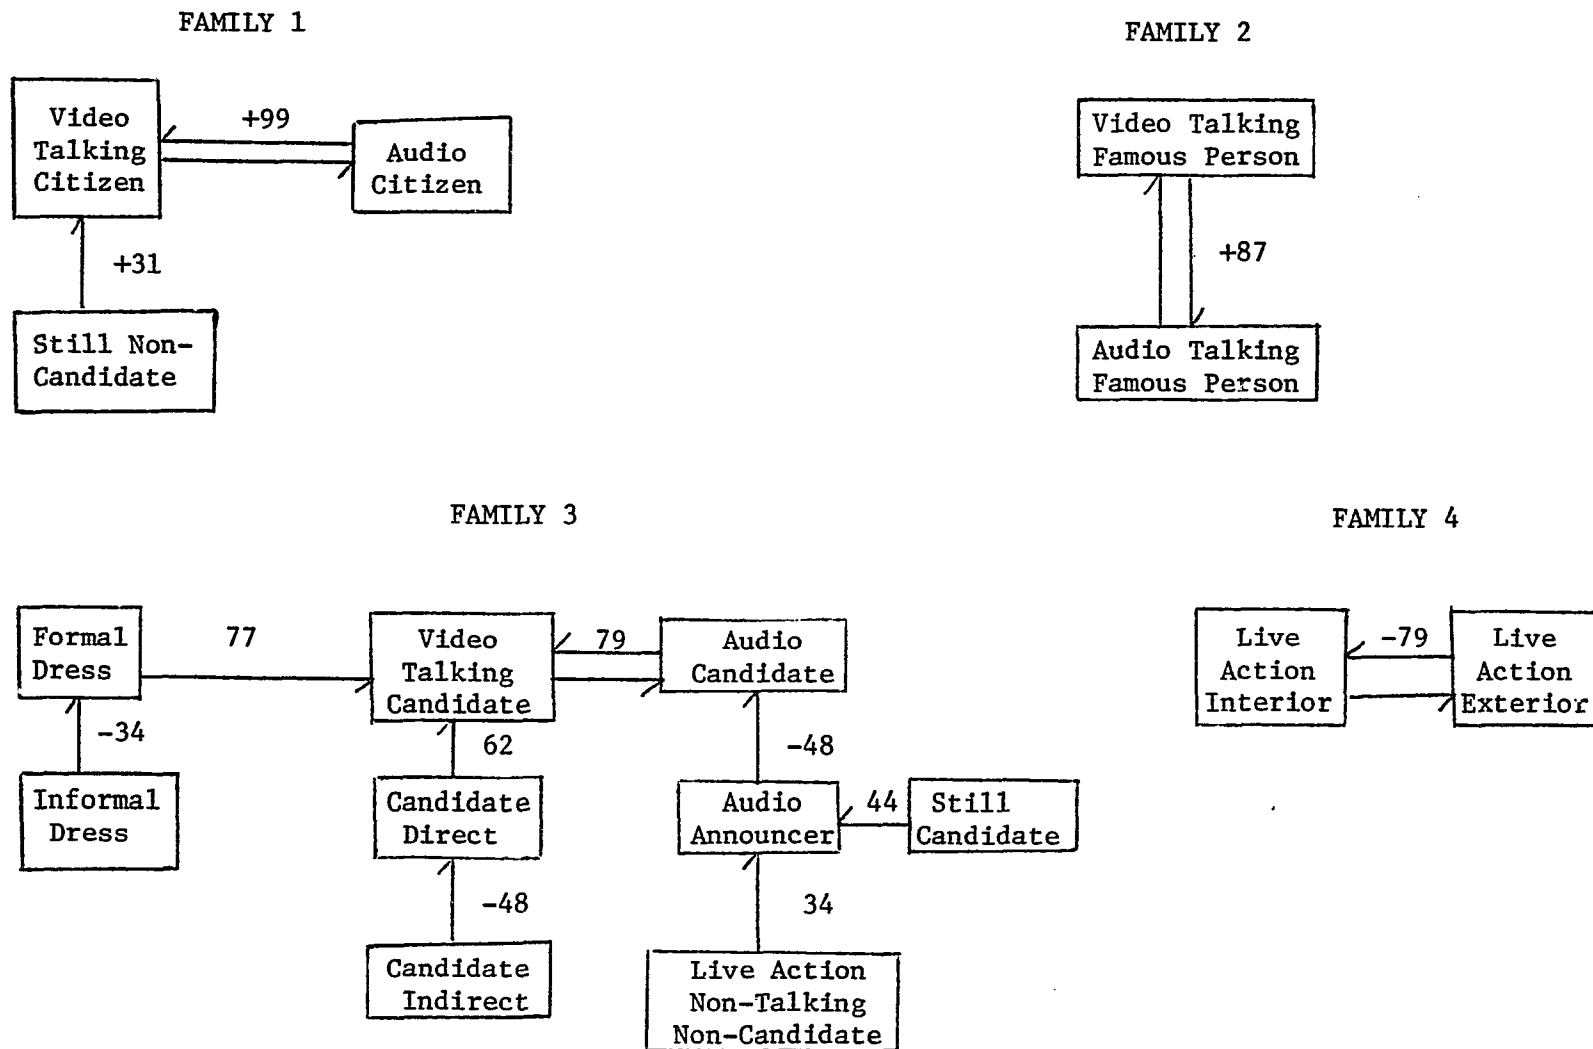 FAMILY 1
Video
Talking
Citizen
+99
Audio
Citizen
+31
Still Non-
Candidate
FAMILY 2
Video Talking
Famous Person
+87
Audio Talking
Famous Person
FAMILY 3
Formal
Dress
77
Video
Talking
Candidate
79
Audio
Candidate
-34
62
-48
Informal
Dress
Candidate
Direct
Audio
Announcer
44
Still
Candidate
-48
34
Candidate
Indirect
Live Action
Non-Talking
Non-Candidate
FAMILY 4
Live
Action
Interior
-79
Live
Action
Exterior